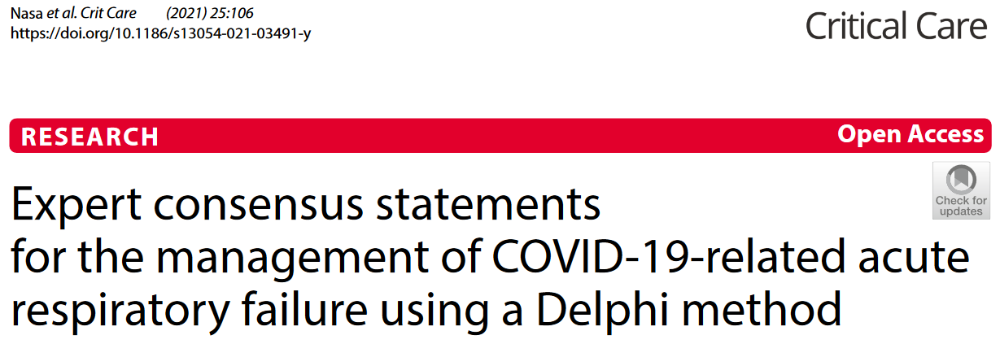 Nasa et al. Crit Care (2021) 25:106
https://doi.org/10.1186/s13054-021-03491-y
Critical Care
RESEARCH
Open Access
Check for
updates
Expert consensus statements
for the management of COVID-19-related acute
respiratory failure using a Delphi method